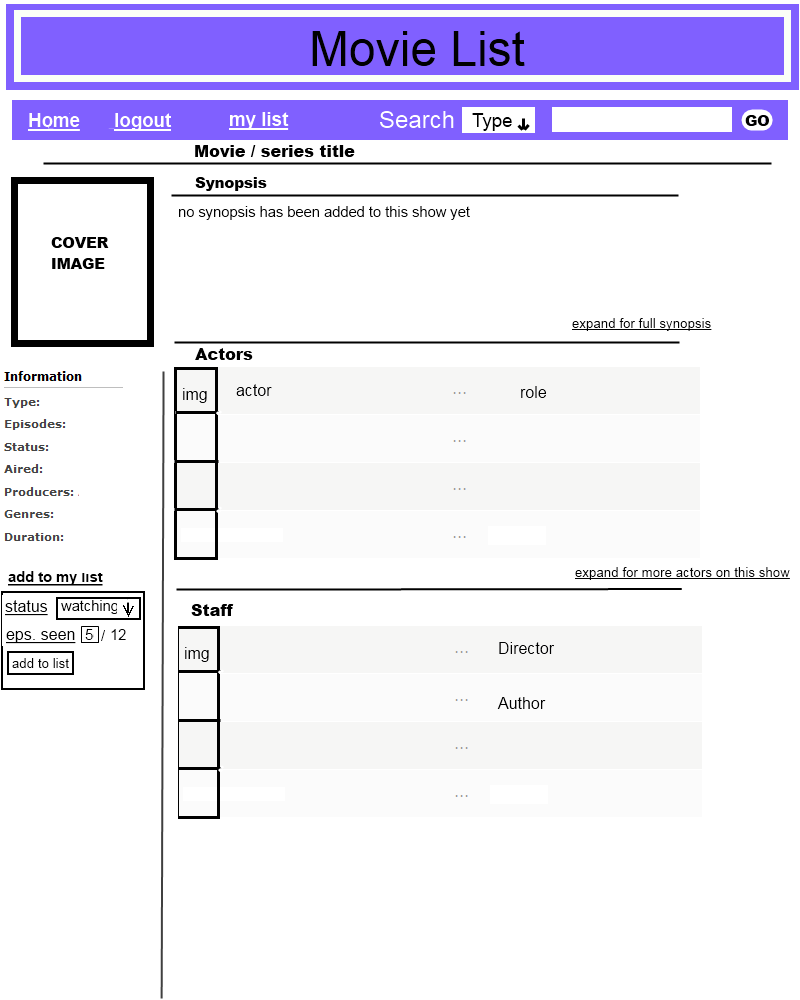 Movie List
Home logout my list Search Type GO
Movie / series title
Synopsis
no synopsis has been added to this show yet
COVER
IMAGE
expand for full synopsis
Actors
img actor ... role
...
...
...
expand for more actors on this show
Information
Type:
Episodes:
Status:
Aired:
Producers:
Genres:
Duration:
add to my list
status watching
eps. seen 5 / 12
add to list
Staff
img ... Director
... Author
...
...